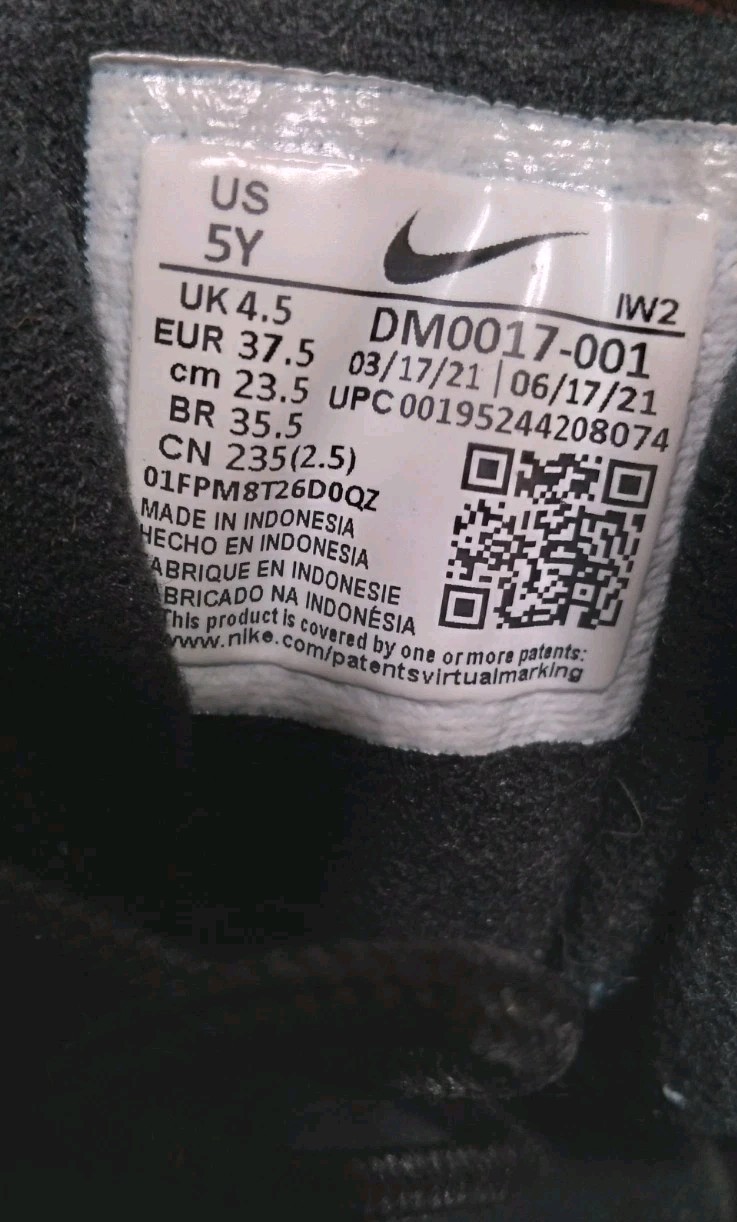 US
5Y
IW2
UK 4.5
EUR 37.5
cm 23.5
BR 35.5
CN 235(2.5)
DM0017-001
03/17/21 | 06/17/21
UPC 00195244208074
01FPM8T26D0QZ
MADE IN INDONESIA
HECHO EN INDONESIA
ABRIQUE EN INDONESIE
BRICADO NA INDONÉSIA
This product is covered by one or more patents:
www.nike.com/patentsvirtualmarking